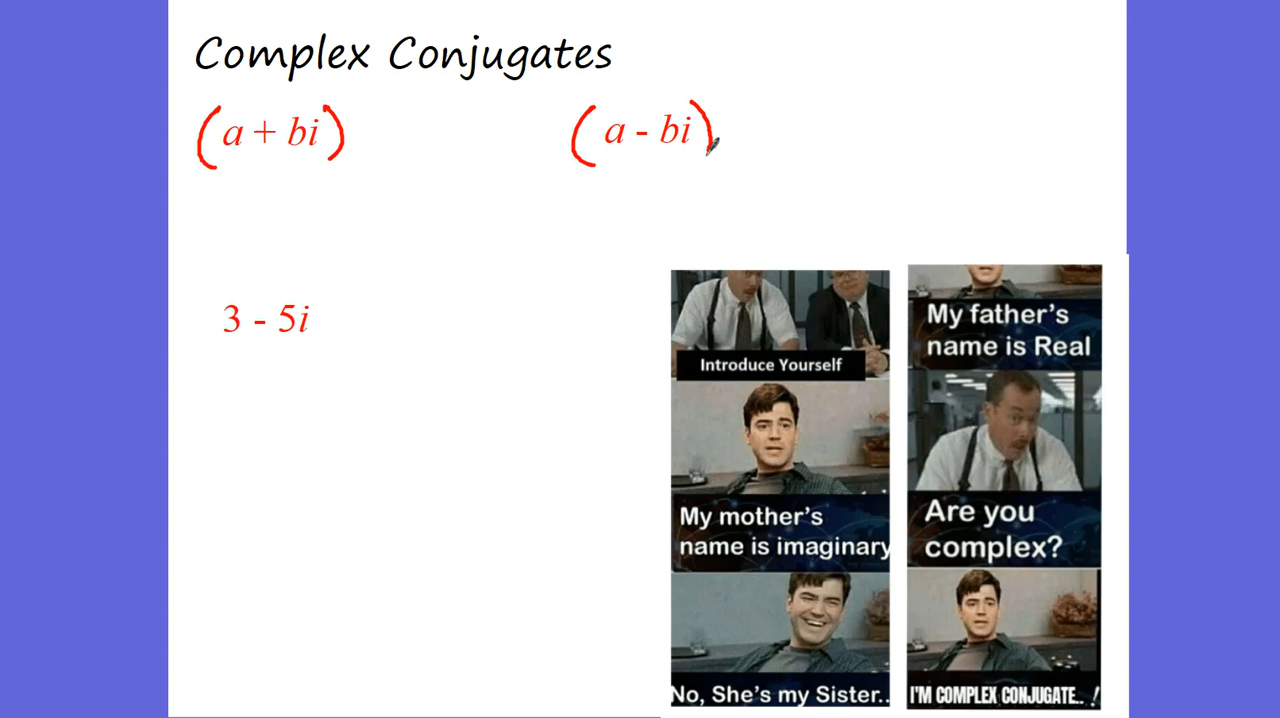 Complex Conjugates
(a + bi)
(a - bi)
3 - 5i
Introduce Yourself
My mother's
name is imaginary
No, She's my Sister..
My father's
name is Real
Are you
complex?
I'M COMPLEX CONJUGATE.. !